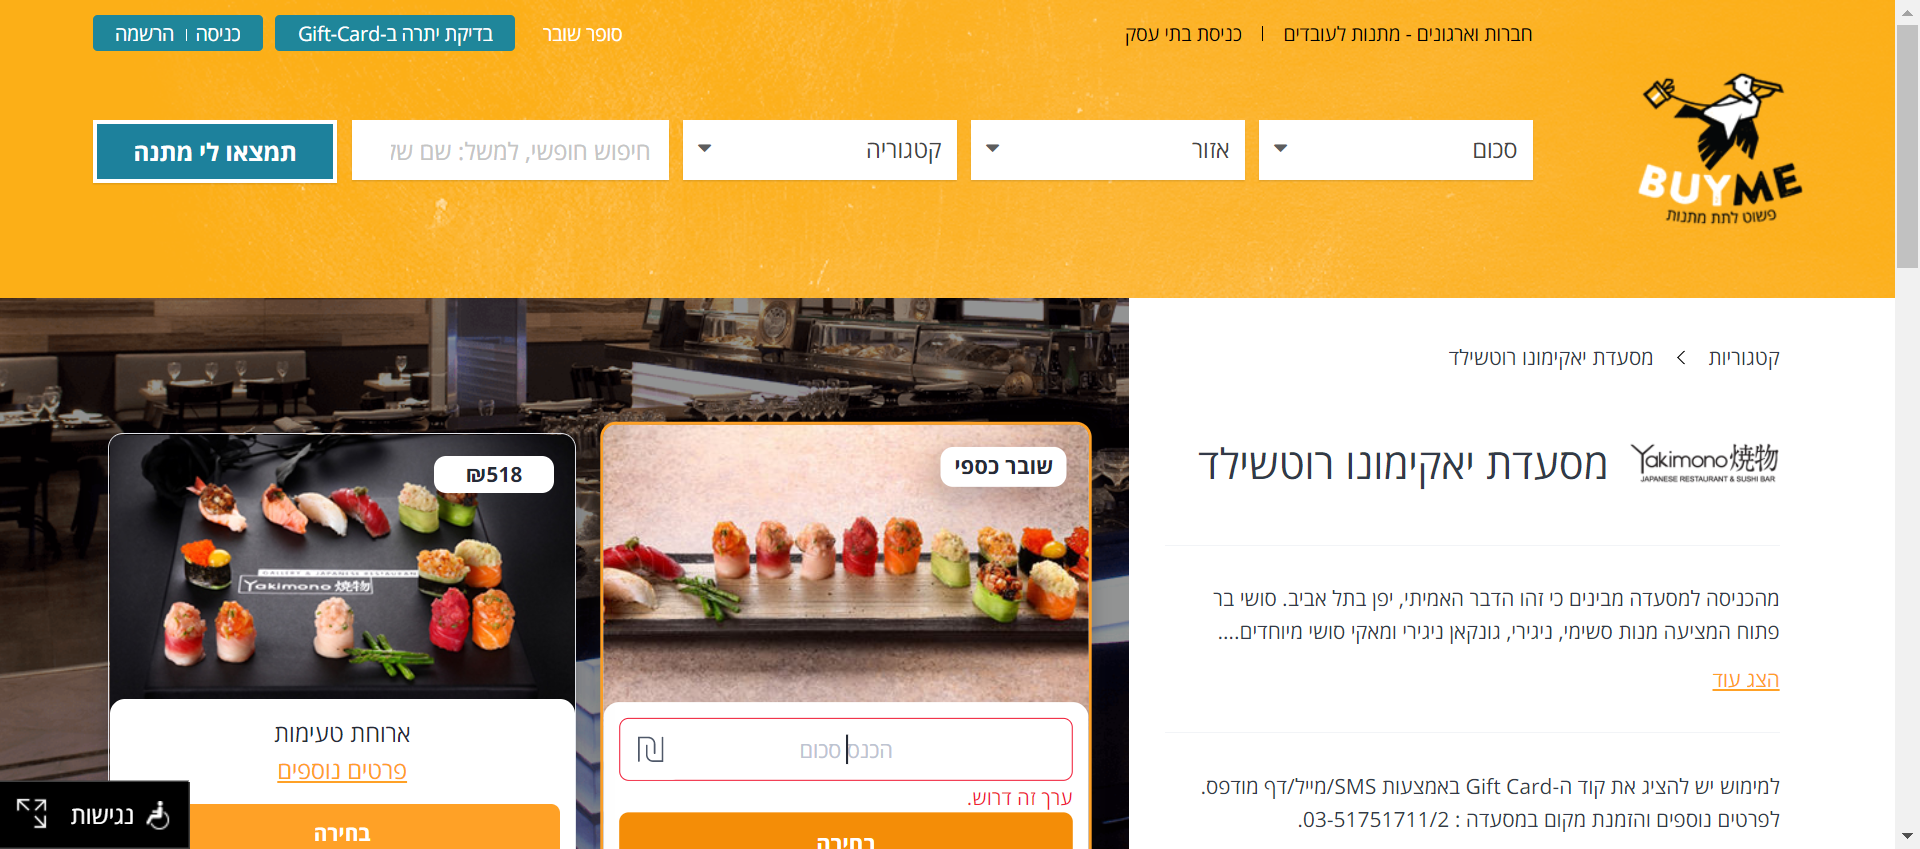 חברות וארגונים - מתנות לעובדים | כניסת בתי עסק
סופר שובר
בדיקת יתרה ב-Gift-Card
כניסה | הרשמה
BUYME
פשוט לתת מתנות
סכום
אזור
קטגוריה
חיפוש חופשי, למשל: שם של
תמצאו לי מתנה
קטגוריות > מסעדת יאקימונו רוטשילד
Yakimono 焼物
JAPANESE RESTAURANT & SUSHI BAR
מסעדת יאקימונו רוטשילד
מהכניסה למסעדה מבינים כי זהו הדבר האמיתי, יפן בתל אביב. סושי בר
פתוח המציעה מנות סשימי, ניגירי, גונקאן ניגירי ומאקי סושי מיוחדים....
הצג עוד
למימוש יש להציג את קוד ה-Gift Card באמצעות SMS/מייל/דף מודפס.
לפרטים נוספים והזמנת מקום במסעדה : 03-51751711/2.
שובר כספי
הכנס סכום
₪
ערך זה דרוש.
בחירה
₪518
GALLERY & JAPANESE RESTAURANT
Yakimono 焼物
ארוחת טעימות
פרטים נוספים
בחירה
נגישות